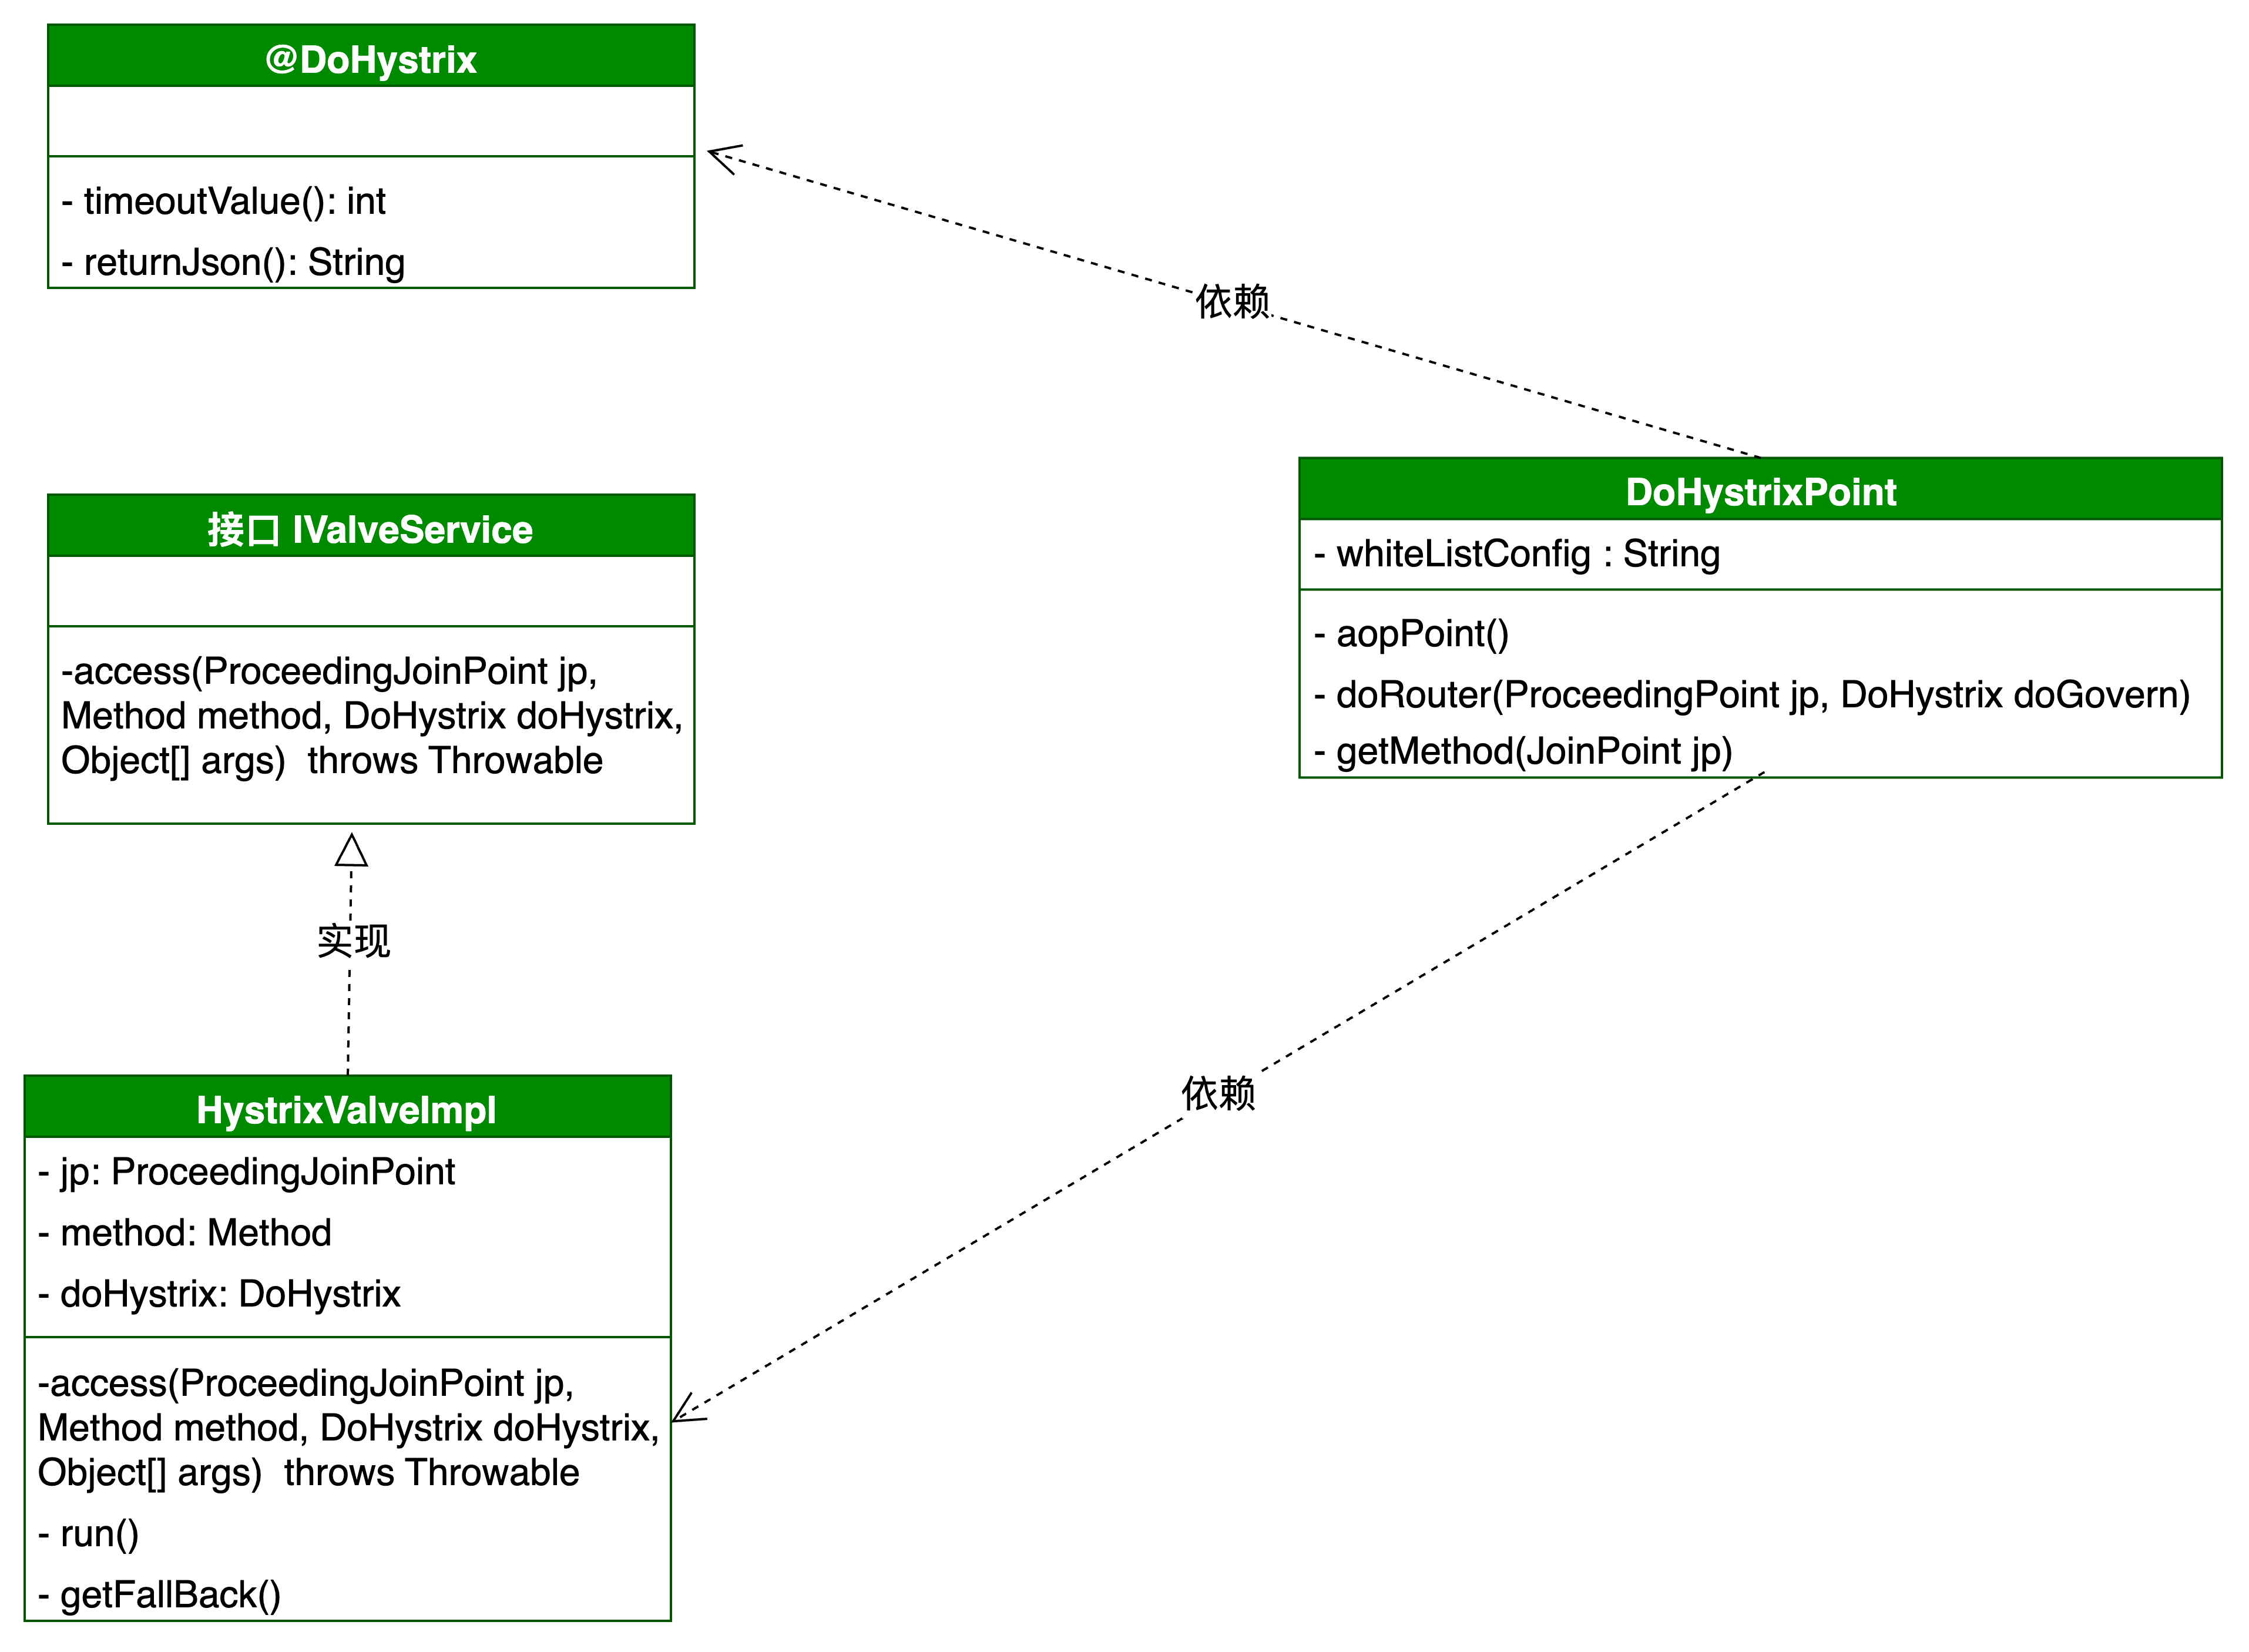 @DoHystrix
- timeoutValue(): int
- returnJson(): String
依赖
DoHystrixPoint
- whiteListConfig : String
- aopPoint()
- doRouter(ProceedingPoint jp, DoHystrix doGovern)
- getMethod(JoinPoint jp)
接口 IValveService
-access(ProceedingJoinPoint jp,
Method method, DoHystrix doHystrix,
Object[] args)  throws Throwable
实现
依赖
HystrixValveImpl
- jp: ProceedingJoinPoint
- method: Method
- doHystrix: DoHystrix
-access(ProceedingJoinPoint jp,
Method method, DoHystrix doHystrix,
Object[] args)  throws Throwable
- run()
- getFallBack()